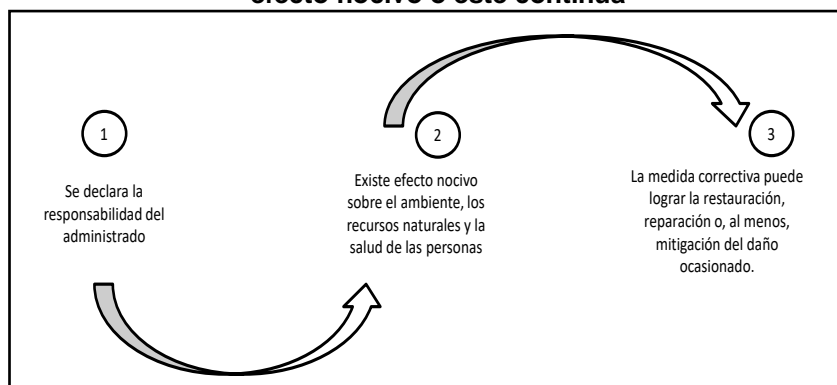 efecto nocivo o este continúa
1
Se declara la
responsabilidad del
administrado
2
Existe efecto nocivo
sobre el ambiente, los
recursos naturales y la
salud de las personas
3
La medida correctiva puede
lograr la restauración,
reparación o, al menos,
mitigación del daño
ocasionado.